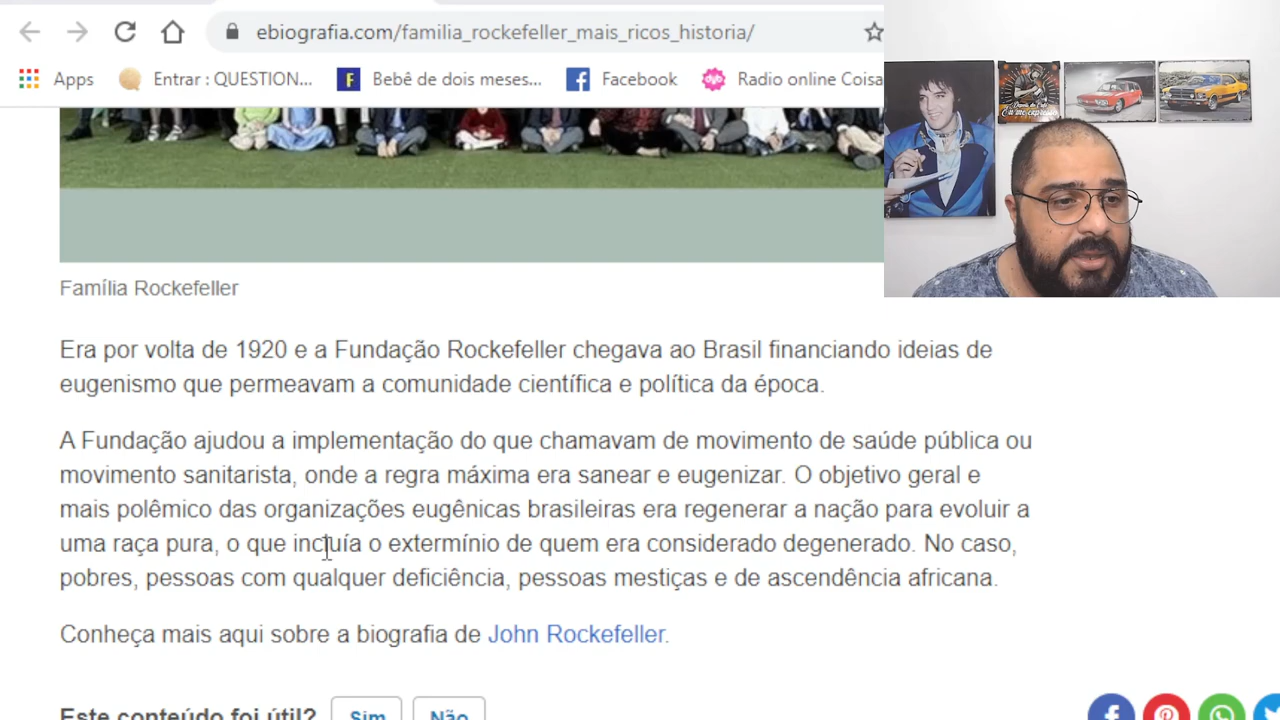 ebiografia.com/familia_rockefeller_mais_ricos_historia/
Apps Entrar : QUESTION... Bebê de dois meses... Facebook Radio online Coisa
Família Rockefeller
Era por volta de 1920 e a Fundação Rockefeller chegava ao Brasil financiando ideias de
eugenismo que permeavam a comunidade científica e política da época.
A Fundação ajudou a implementação do que chamavam de movimento de saúde pública ou
movimento sanitarista, onde a regra máxima era sanear e eugenizar. O objetivo geral e
mais polêmico das organizações eugênicas brasileiras era regenerar a nação para evoluir a
uma raça pura, o que incluía o extermínio de quem era considerado degenerado. No caso,
pobres, pessoas com qualquer deficiência, pessoas mestiças e de ascendência africana.
Conheça mais aqui sobre a biografia de John Rockefeller.
Este conteúdo foi útil? Sim Não